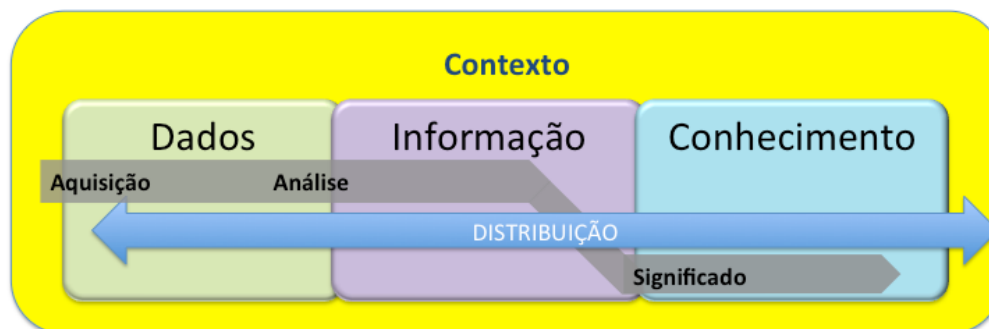 Contexto
Dados
Informação
Conhecimento
Aquisição
Análise
DISTRIBUIÇÃO
Significado